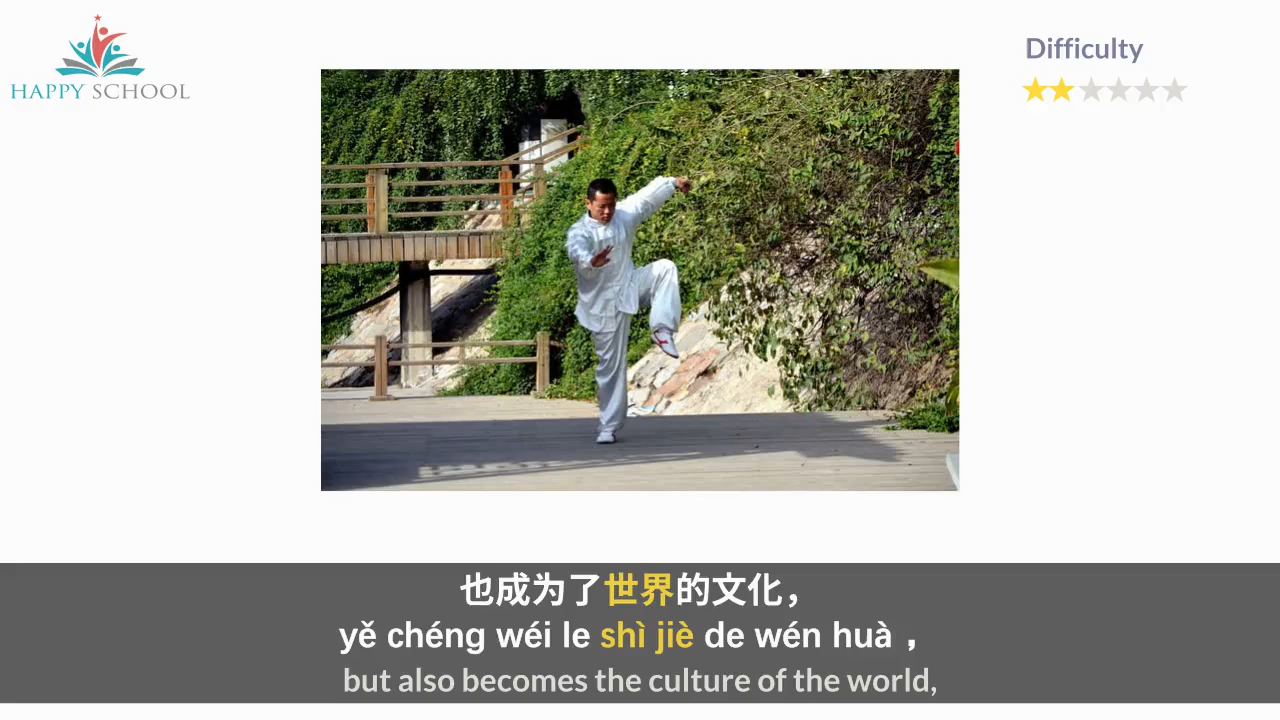 HAPPY SCHOOL
Difficulty
也成为了世界的文化，
yě chéng wéi le shì jiè de wén huà ，
but also becomes the culture of the world,